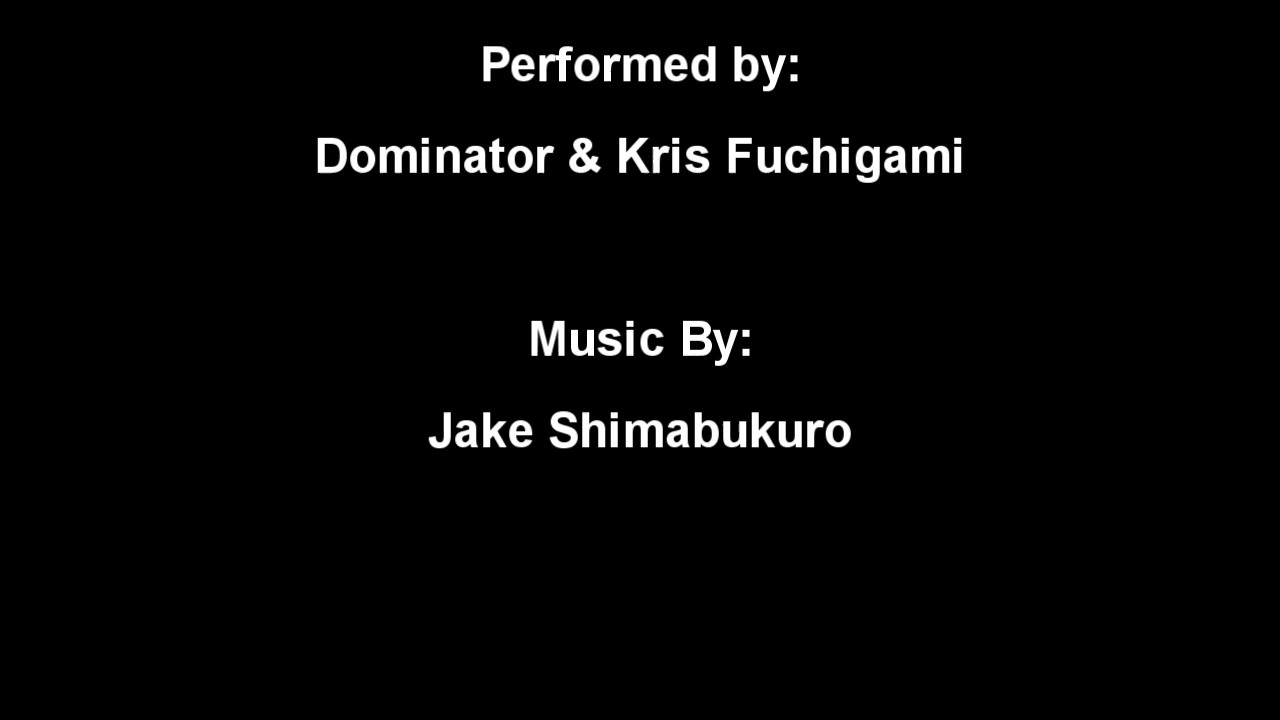 Performed by:
Dominator & Kris Fuchigami
Music By:
Jake Shimabukuro